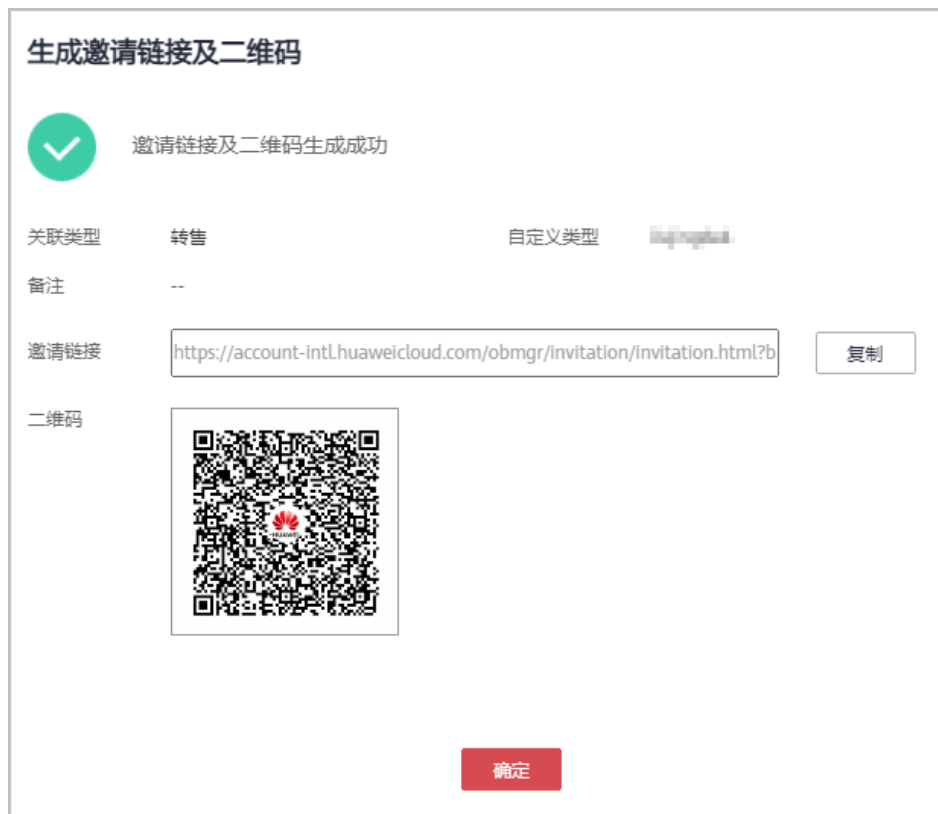 生成邀请链接及二维码
邀请链接及二维码生成成功
关联类型 转售 自定义类型
备注 --
邀请链接 https://account-intl.huaweicloud.com/obmgr/invitation/invitation.html?b 复制
二维码
HUAWEI
确定